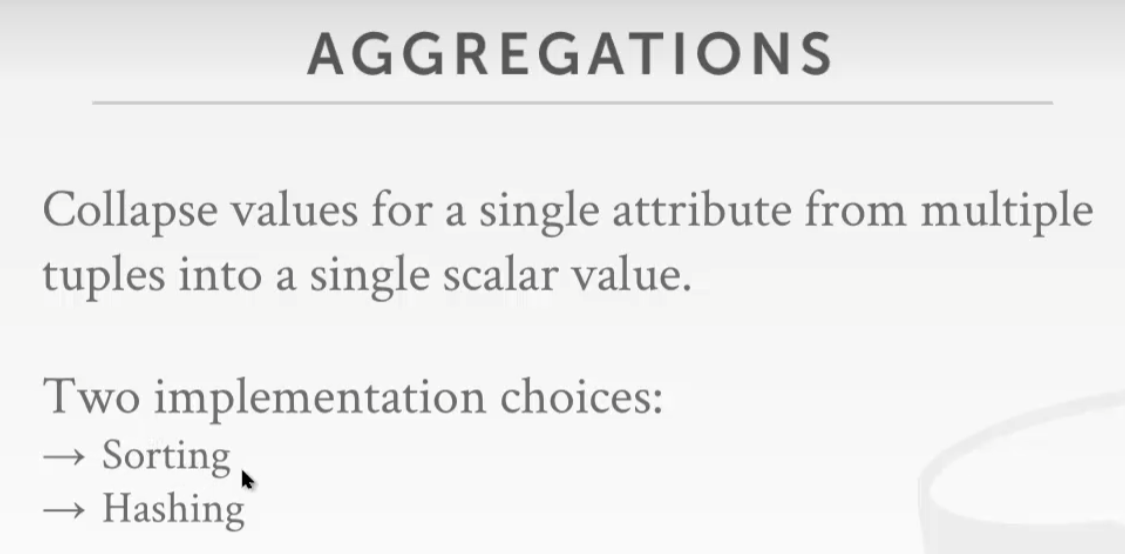 AGGREGATIONS
Collapse values for a single attribute from multiple
tuples into a single scalar value.
Two implementation choices:
→ Sorting
→ Hashing